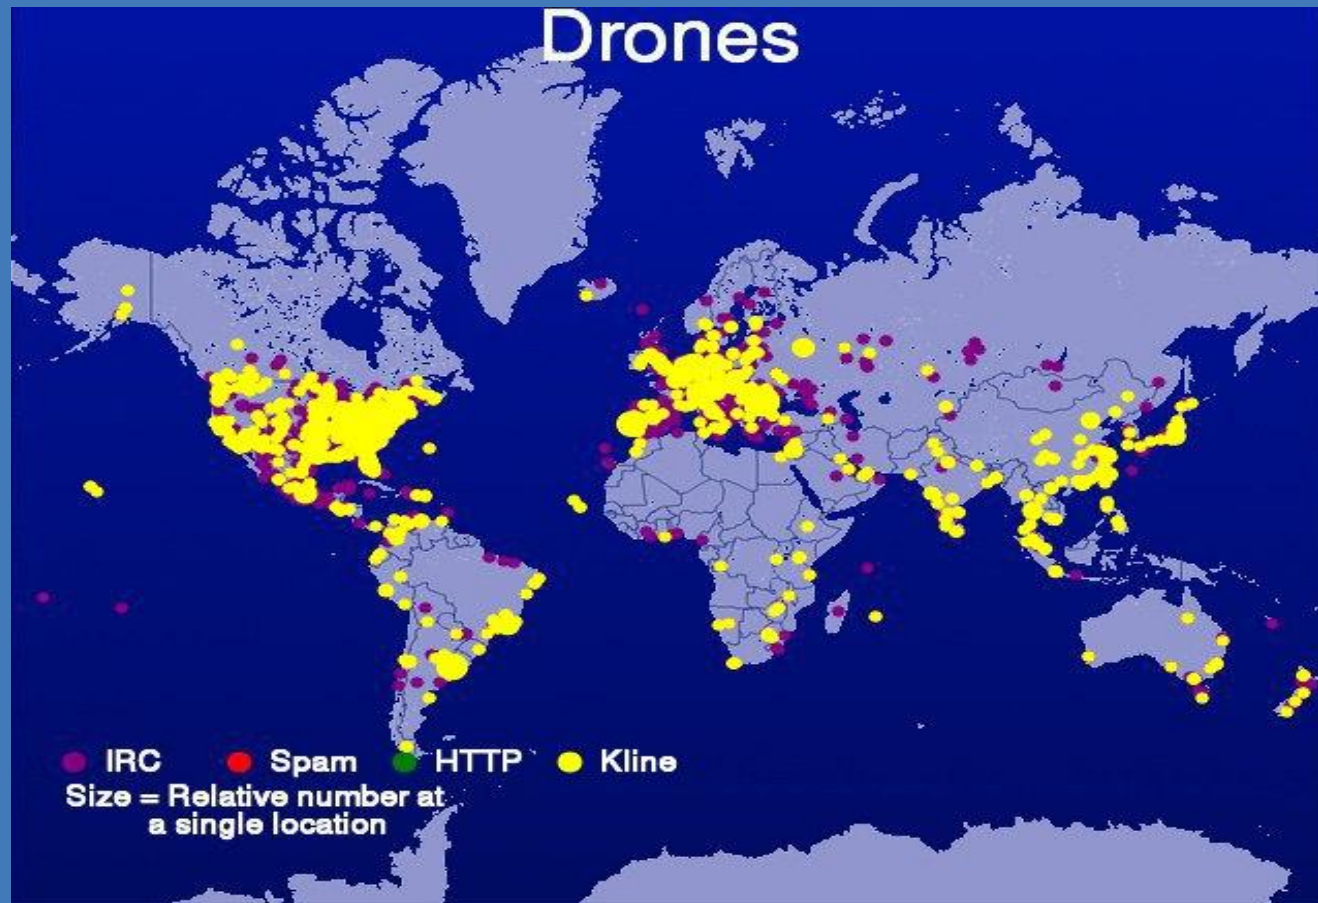 Drones
IRC Spam HTTP Kline
Size = Relative number at
a single location